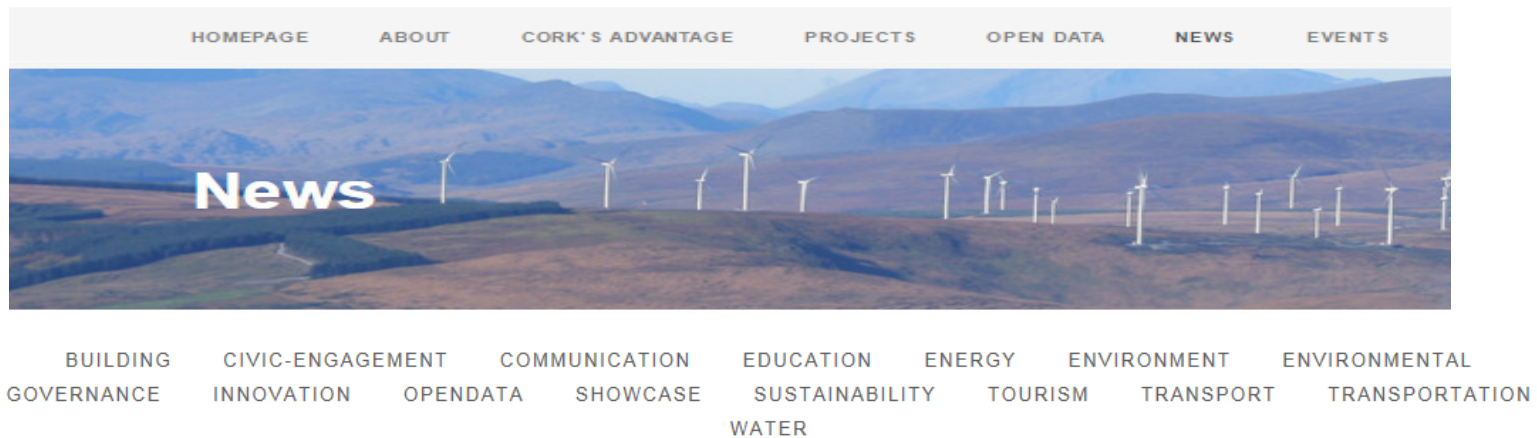 HOMEPAGE ABOUT CORK'S ADVANTAGE PROJECTS OPEN DATA NEWS EVENTS
News
BUILDING CIVIC-ENGAGEMENT COMMUNICATION EDUCATION ENERGY ENVIRONMENT ENVIRONMENTAL
GOVERNANCE INNOVATION OPENDATA SHOWCASE SUSTAINABILITY TOURISM TRANSPORT TRANSPORTATION
WATER